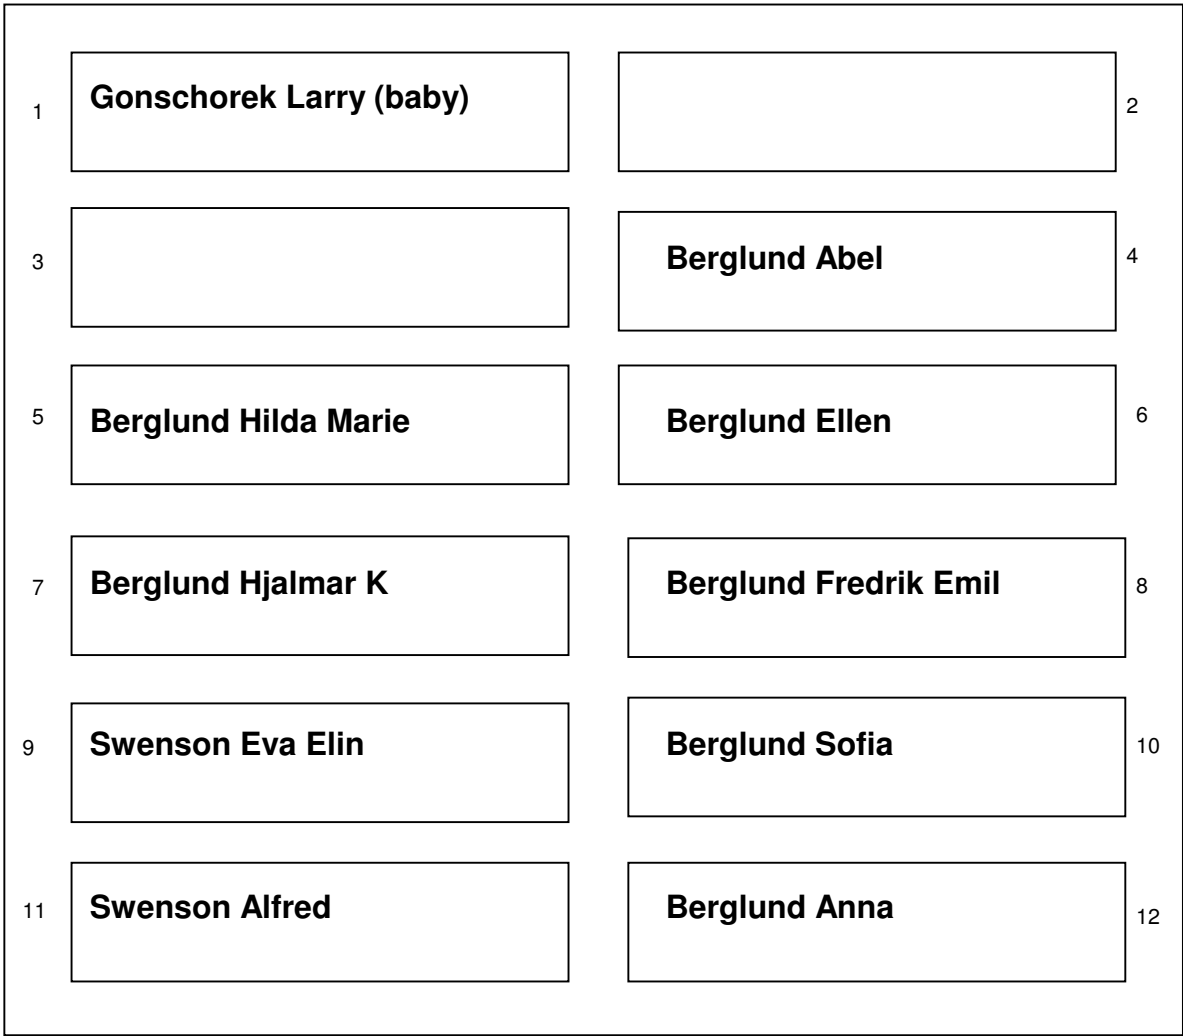 1 Gonschorek Larry (baby) 2
3 Berglund Abel 4
5 Berglund Hilda Marie Berglund Ellen 6
7 Berglund Hjalmar K Berglund Fredrik Emil 8
9 Swenson Eva Elin Berglund Sofia 10
11 Swenson Alfred Berglund Anna 12